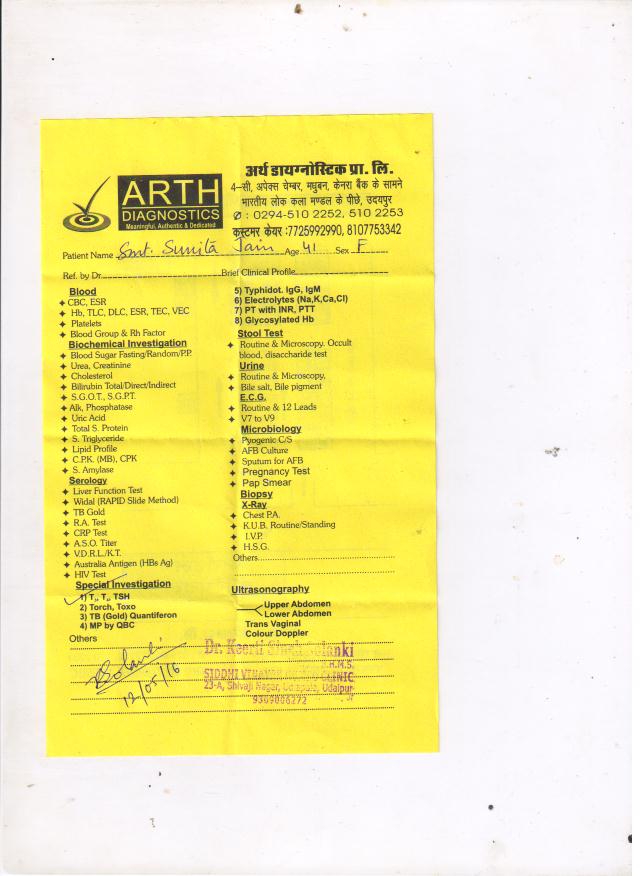 अर्थ डायग्नोस्टिक प्रा. लि.
ARTH
DIAGNOSTICS
Meaningful, Authentic & Dedicated
4–सी, अपेक्स चेम्बर, मधुबन, केनरा बैंक के सामने
भारतीय लोक कला मण्डल के पीछे, उदयपुर
✆ : 0294-510 2252, 510 2253
कस्टमर केयर :7725992990, 8107753342
Patient Name Smt. Sunita Jain Age 41 Sex F
Ref. by Dr. Brief Clinical Profile
Blood
CBC, ESR
Hb, TLC, DLC, ESR, TEC, VEC
Platelets
Blood Group & Rh Factor
Biochemical Investigation
Blood Sugar Fasting/Random/P.P.
Urea, Creatinine
Cholesterol
Bilirubin Total/Direct/Indirect
S.G.O.T., S.G.P.T.
Alk, Phosphatase
Uric Acid
Total S. Protein
S. Triglyceride
Lipid Profile
C.P.K. (MB), CPK
S. Amylase
Serology
Liver Function Test
Widal (RAPID Slide Method)
TB Gold
R.A. Test
CRP Test
A.S.O. Titer
V.D.R.L./K.T.
Australia Antigen (HBs Ag)
HIV Test
Special Investigation
1) T₃, T₄, TSH
2) Torch, Toxo
3) TB (Gold) Quantiferon
4) MP by QBC
Others
5) Typhidot. IgG, IgM
6) Electrolytes (Na,K,Ca,Cl)
7) PT with INR, PTT
8) Glycosylated Hb
Stool Test
Routine & Microscopy. Occult
blood, disaccharide test
Urine
Routine & Microscopy,
Bile salt, Bile pigment
E.C.G.
Routine & 12 Leads
V7 to V9
Microbiology
Pyogenic C/S
AFB Culture
Sputum for AFB
Pregnancy Test
Pap Smear
Biopsy
X-Ray
Chest P.A.
K.U.B. Routine/Standing
I.V.P.
H.S.G.
Others
Ultrasonography
Upper Abdomen
Lower Abdomen
Trans Vaginal
Colour Doppler
Solanki
12/05/16
Dr. Keerti Singh Solanki
H.M.S.
SIDDHI VINAYAK CLINIC
23-A, Shivaji Nagar, Udaipole, Udaipur
9309006272